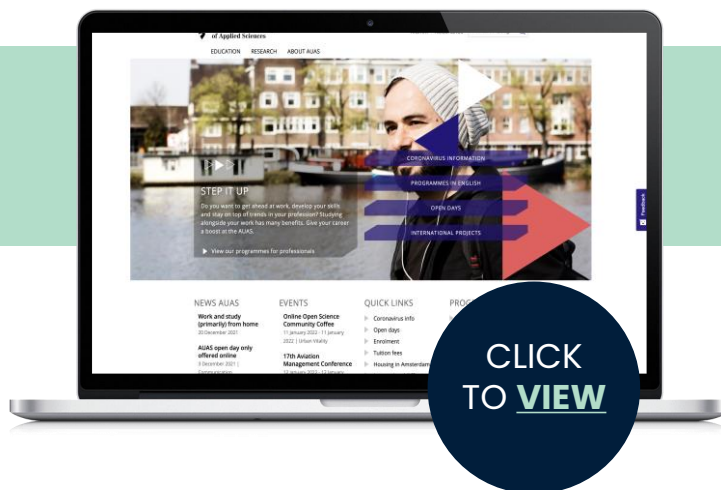 of Applied Sciences
EDUCATION RESEARCH ABOUT AUAS
CORONAVIRUS INFORMATION
PROGRAMMES IN ENGLISH
OPEN DAYS
INTERNATIONAL PROJECTS
STEP IT UP
Do you want to get ahead at work, develop your skills
and stay on top of trends in your profession? Studying
alongside your work has many benefits. Give your career
a boost at the AUAS.
View our programmes for professionals
Feedback
NEWS AUAS
Work and study
(primarily) from home
20 December 2021
AUAS open day only
offered online
EVENTS
Online Open Science
Community Coffee
11 January 2022 - 11 January
2022 | Urban Vitality
17th Aviation
Management Conference
QUICK LINKS
Coronavirus info
Open days
Enrolment
Tuition fees
Housing in Amsterdam
CLICK
TO VIEW